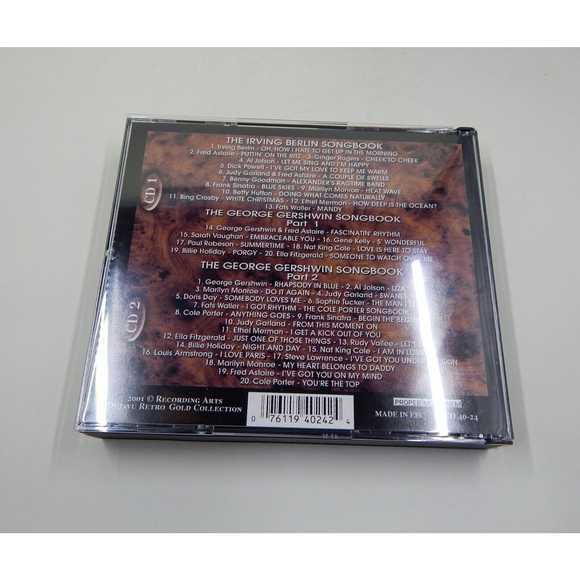 THE IRVING BERLIN SONGBOOK
1. Irving Berlin - OH, HOW I HATE TO GET UP IN THE MORNING
2. Fred Astaire - PUTTIN' ON THE RITZ • 3. Ginger Rogers - CHEEK TO CHEEK
4. Al Jolson - LET ME SING AND I'M HAPPY
5. Dick Powell - I'VE GOT MY LOVE TO KEEP ME WARM
6. Judy Garland & Fred Astaire - A COUPLE OF SWELLS
7. Benny Goodman - ALEXANDER'S RAGTIME BAND
8. Frank Sinatra - BLUE SKIES • 9. Marilyn Monroe - HEAT WAVE
10. Betty Hutton - DOING WHAT COMES NATURALLY
11. Bing Crosby - WHITE CHRISTMAS • 12. Ethel Merman - HOW DEEP IS THE OCEAN?
13. Fats Waller - MANDY
CD 1
THE GEORGE GERSHWIN SONGBOOK
Part 1
14. George Gershwin & Fred Astaire - FASCINATIN' RHYTHM
15. Sarah Vaughan - EMBRACEABLE YOU • 16. Gene Kelly - S' WONDERFUL
17. Paul Robeson - SUMMERTIME • 18. Nat King Cole - LOVE IS HERE TO STAY
19. Billie Holiday - PORGY • 20. Ella Fitzgerald - SOMEONE TO WATCH OVER ME
THE GEORGE GERSHWIN SONGBOOK
Part 2
1. George Gershwin - RHAPSODY IN BLUE • 2. Al Jolson - LIZA
3. Marilyn Monroe - DO IT AGAIN • 4. Judy Garland - SWANEE
5. Doris Day - SOMEBODY LOVES ME • 6. Sophie Tucker - THE MAN I LOVE
7. Fats Waller - I GOT RHYTHM - THE COLE PORTER SONGBOOK
8. Cole Porter - ANYTHING GOES • 9. Frank Sinatra - BEGIN THE BEGUINE
10. Judy Garland - FROM THIS MOMENT ON
11. Ethel Merman - I GET A KICK OUT OF YOU
12. Ella Fitzgerald - JUST ONE OF THOSE THINGS • 13. Rudy Vallee - LET'S
14. Billie Holiday - NIGHT AND DAY • 15. Nat King Cole - I AM IN LOVE
16. Louis Armstrong - I LOVE PARIS • 17. Steve Lawrence - I'VE GOT YOU UNDER MY SKIN
18. Marilyn Monroe - MY HEART BELONGS TO DADDY
19. Fred Astaire - I'VE GOT YOU ON MY MIND
20. Cole Porter - YOU'RE THE TOP
CD 2
2001 © RECORDING ARTS
DEJAVU RETRO GOLD COLLECTION
0 76119 40242 4
MADE IN EEC
40-24